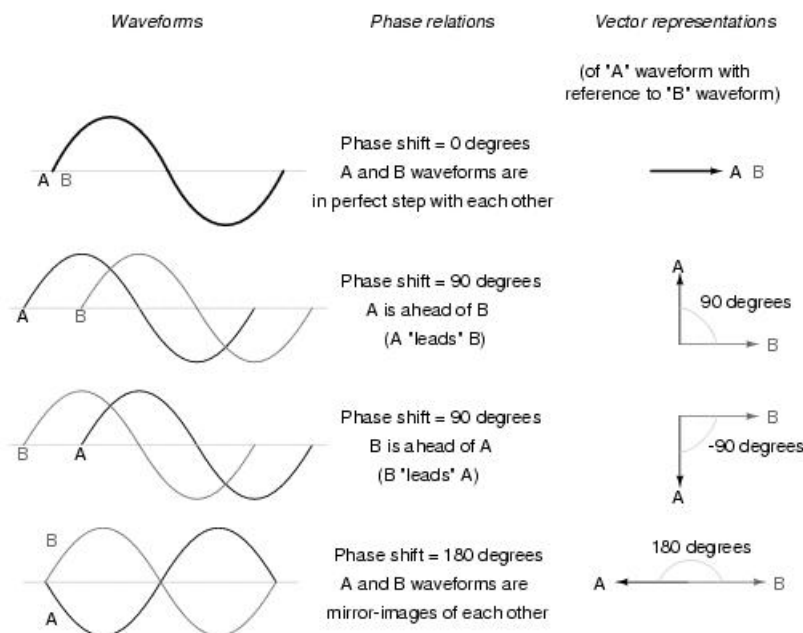 Waveforms
Phase relations
Vector representations
(of "A" waveform with
reference to "B" waveform)
A B
Phase shift = 0 degrees
A and B waveforms are
in perfect step with each other
A B
A B
Phase shift = 90 degrees
A is ahead of B
(A "leads" B)
A
90 degrees
B
B A
Phase shift = 90 degrees
B is ahead of A
(B "leads" A)
B
-90 degrees
A
B
A
Phase shift = 180 degrees
A and B waveforms are
mirror-images of each other
180 degrees
A B